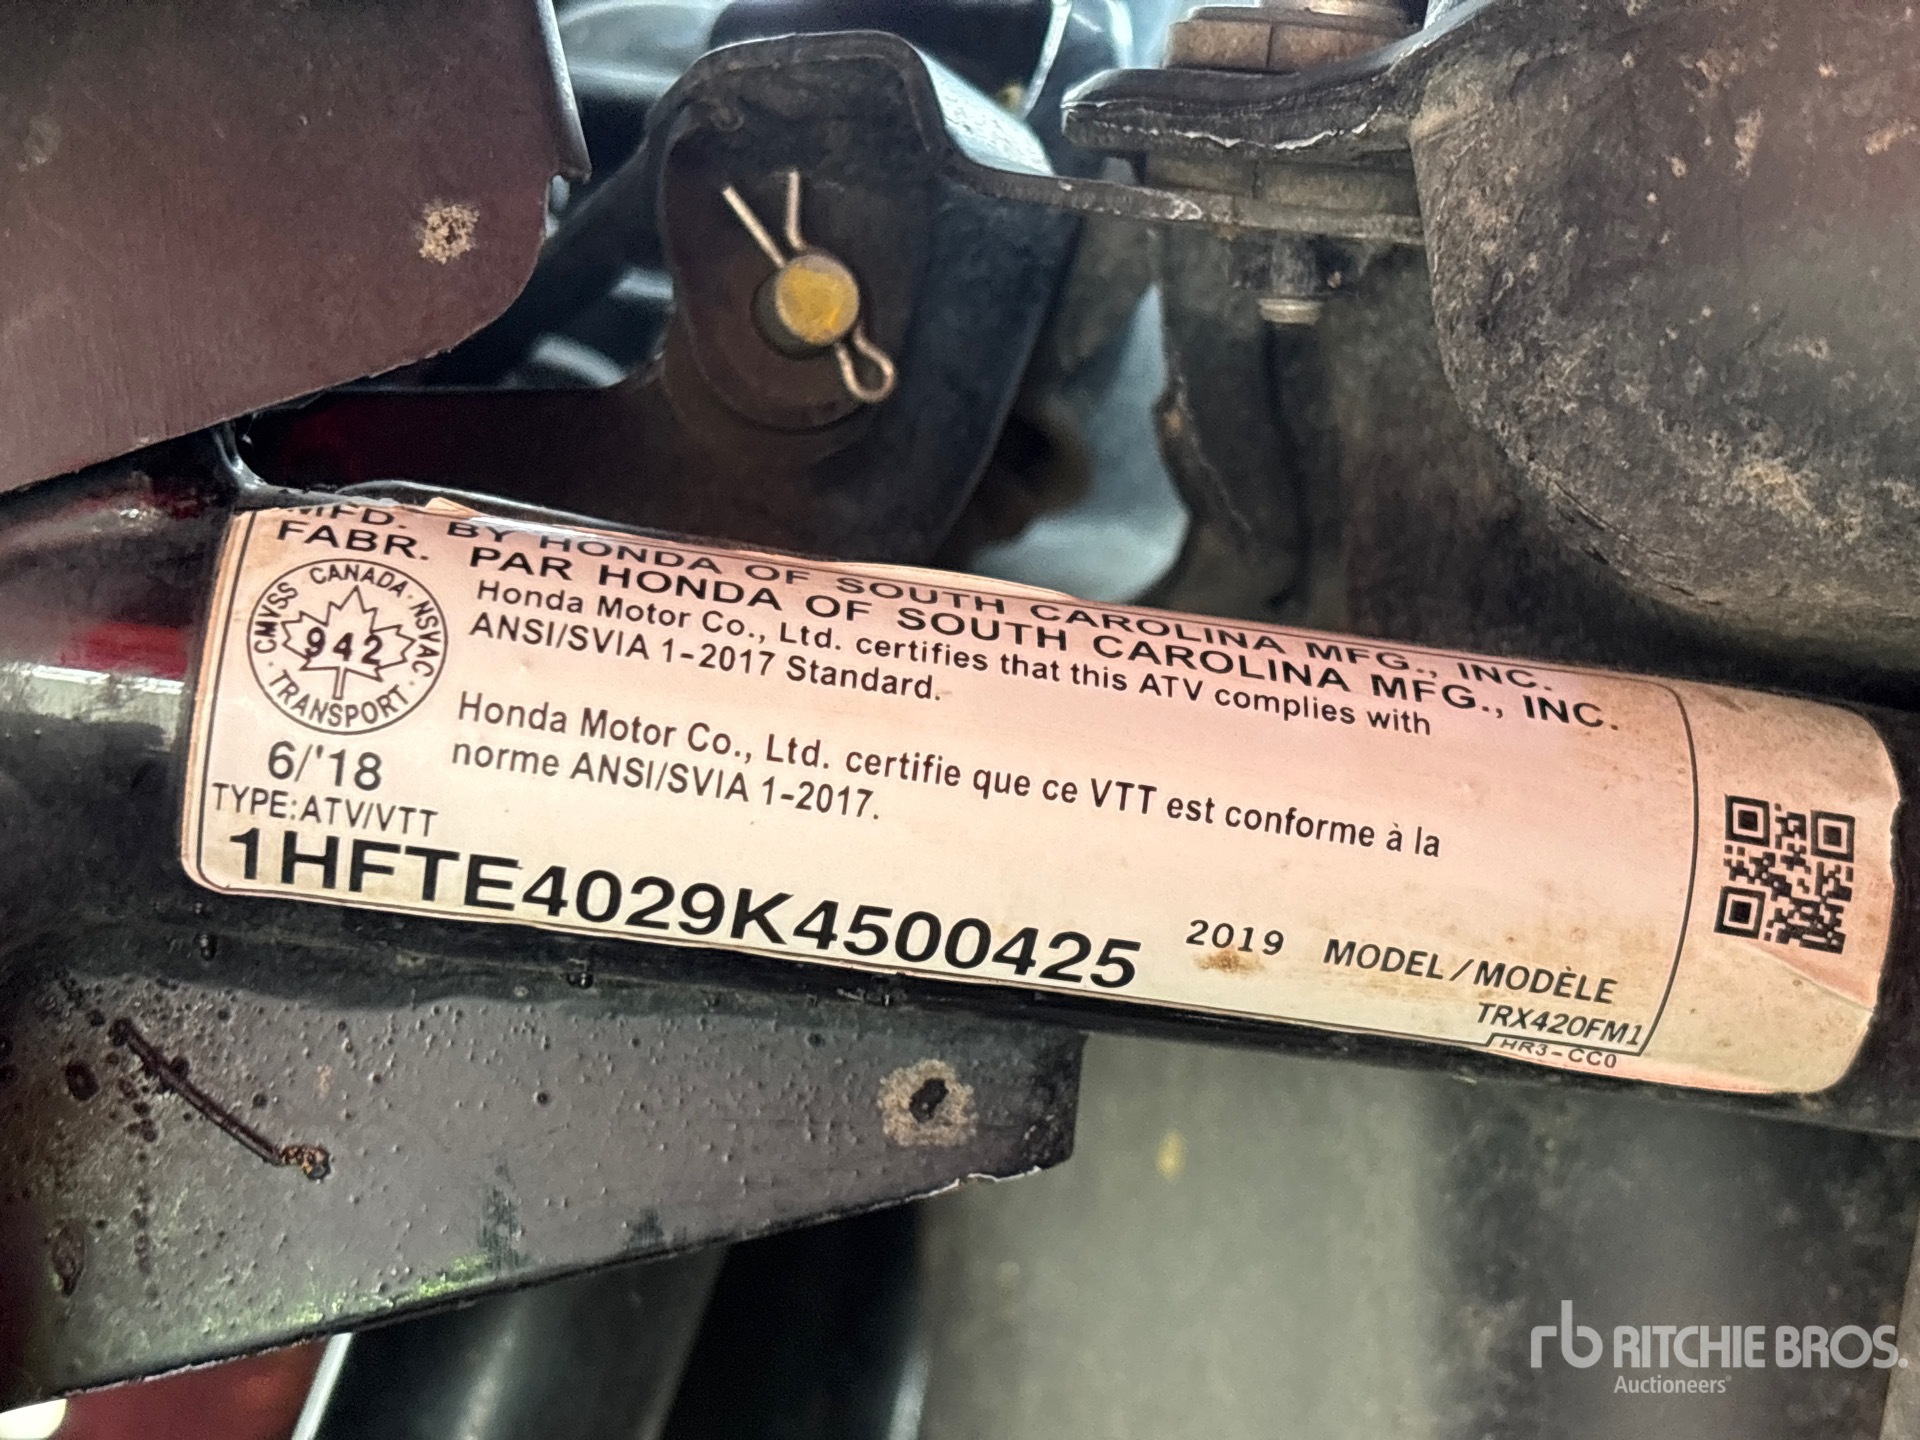 MFD. BY HONDA OF SOUTH CAROLINA MFG., INC.
FABR. PAR HONDA OF SOUTH CAROLINA MFG., INC.
CMVSS · CANADA · NSVAC · TRANSPORT
942
Honda Motor Co., Ltd. certifies that this ATV complies with
ANSI/SVIA 1-2017 Standard.
Honda Motor Co., Ltd. certifie que ce VTT est conforme à la
norme ANSI/SVIA 1-2017.
6/'18
TYPE:ATV/VTT
1HFTE4029K4500425 2019 MODEL/MODÈLE
TRX420FM1
HR3-CC0
rb RITCHIE BROS.
Auctioneers